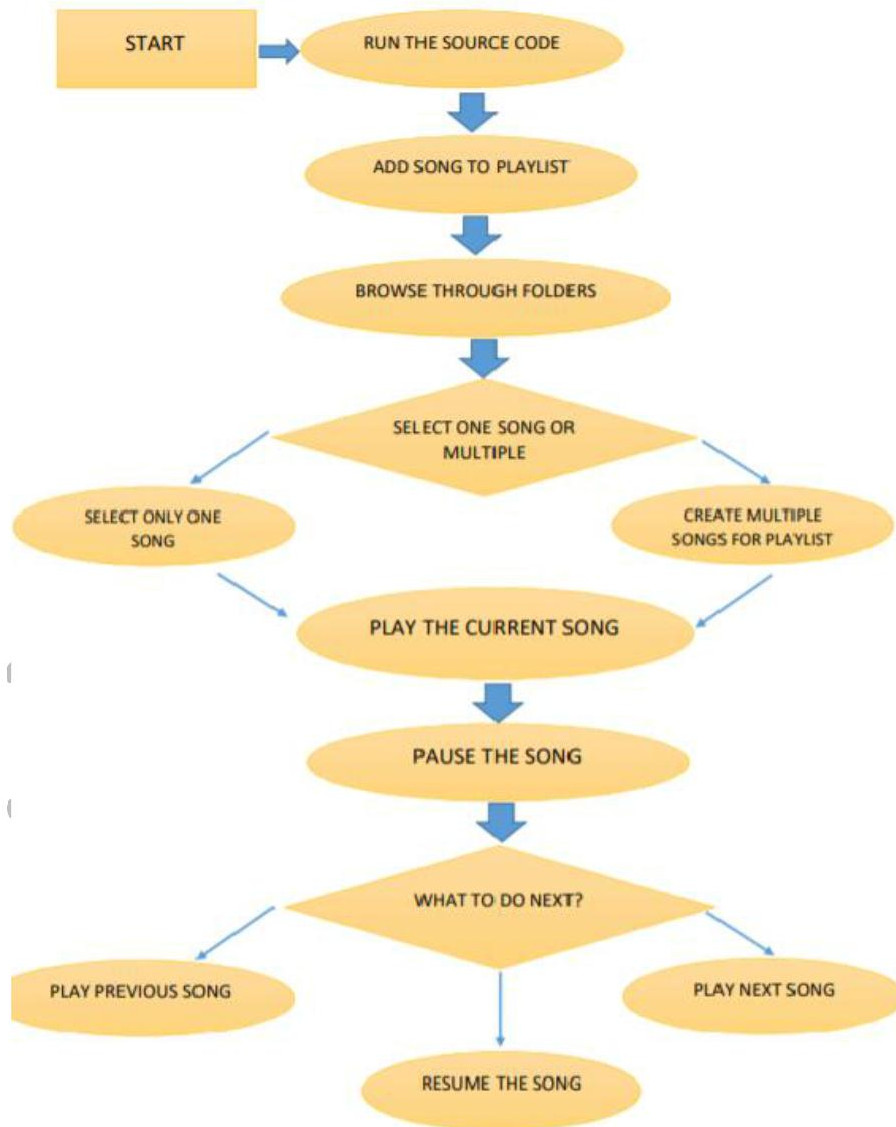 START
RUN THE SOURCE CODE
ADD SONG TO PLAYLIST
BROWSE THROUGH FOLDERS
SELECT ONE SONG OR
MULTIPLE
SELECT ONLY ONE
SONG
CREATE MULTIPLE
SONGS FOR PLAYLIST
PLAY THE CURRENT SONG
PAUSE THE SONG
WHAT TO DO NEXT?
PLAY PREVIOUS SONG
PLAY NEXT SONG
RESUME THE SONG